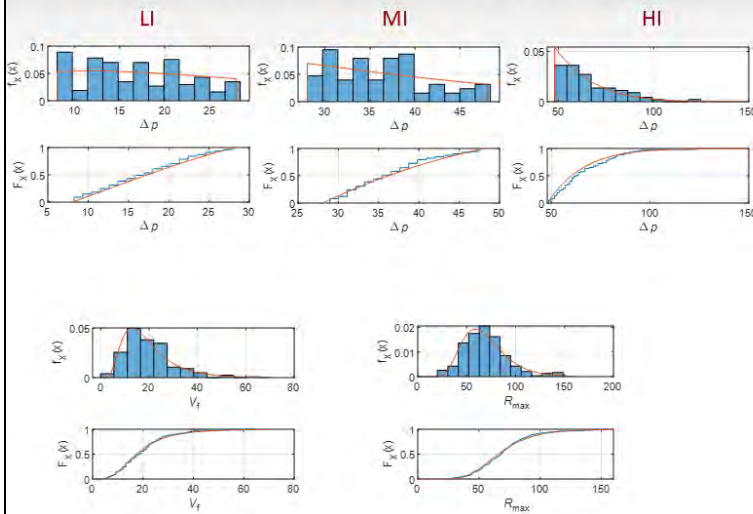 LI MI HI
0.1 0.1
f_X(x) 0.05 0.05 0.05
0 0 0
10 15 20 25 30 35 40 45 50 100 150
Δp Δp Δp
1 1 1
F_X(x) 0.5 0.5 0.5
0 0 0
5 10 15 20 25 30 25 30 35 40 45 50 50 100 150
Δp Δp Δp
0.05 0.02
f_X(x) f_X(x) 0.01
0 0
0 20 40 60 80 0 50 100 150 200
V_f R_max
1 1
F_X(x) 0.5 F_X(x) 0.5
0 0
0 20 40 60 80 0 50 100 150
V_f R_max